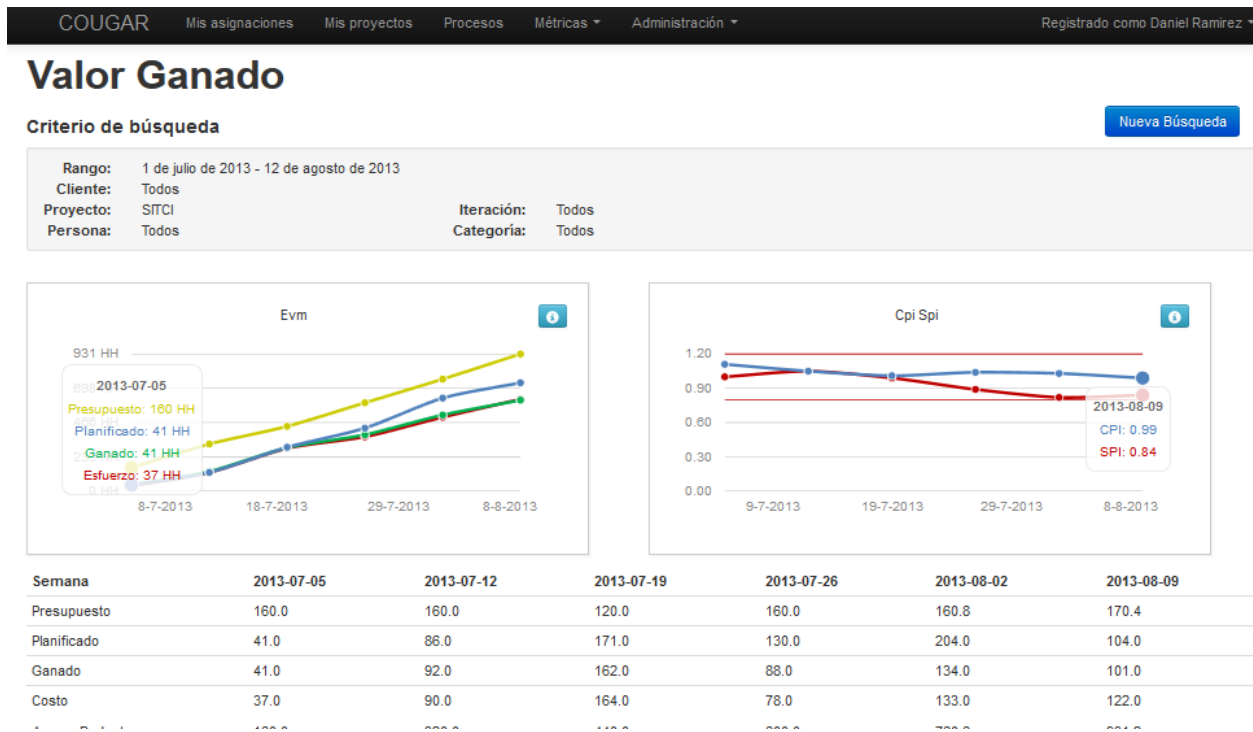 COUGAR Mis asignaciones Mis proyectos Procesos Métricas Administración Registrado como Daniel Ramirez
Valor Ganado
Criterio de búsqueda
Nueva Búsqueda
Rango: 1 de julio de 2013 - 12 de agosto de 2013
Cliente: Todos
Proyecto: SITCI Iteración: Todos
Persona: Todos Categoría: Todos
Evm
931 HH
2013-07-05
Presupuesto: 160 HH
Planificado: 41 HH
Ganado: 41 HH
Esfuerzo: 37 HH
0 HH
8-7-2013 18-7-2013 29-7-2013 8-8-2013
Cpi Spi
1.20
0.90
0.60
0.30
0.00
2013-08-09
CPI: 0.99
SPI: 0.84
9-7-2013 19-7-2013 29-7-2013 8-8-2013
Semana 2013-07-05 2013-07-12 2013-07-19 2013-07-26 2013-08-02 2013-08-09
Presupuesto 160.0 160.0 120.0 160.0 160.8 170.4
Planificado 41.0 86.0 171.0 130.0 204.0 104.0
Ganado 41.0 92.0 162.0 88.0 134.0 101.0
Costo 37.0 90.0 164.0 78.0 133.0 122.0